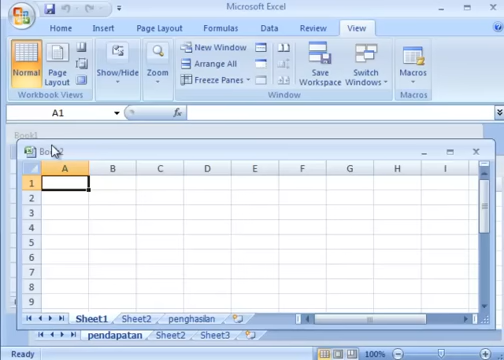 Microsoft Excel
Home Insert Page Layout Formulas Data Review View
Normal
Page Layout
Show/Hide
Zoom
New Window
Arrange All
Freeze Panes
Save Workspace
Switch Windows
Macros
Workbook Views Window Macros
A1 fx
Book1
A B C D E F G H I
1
2
3
4
5
6
7
8
9
Sheet1 Sheet2 penghasilan
pendapatan Sheet2 Sheet3
Ready 100%